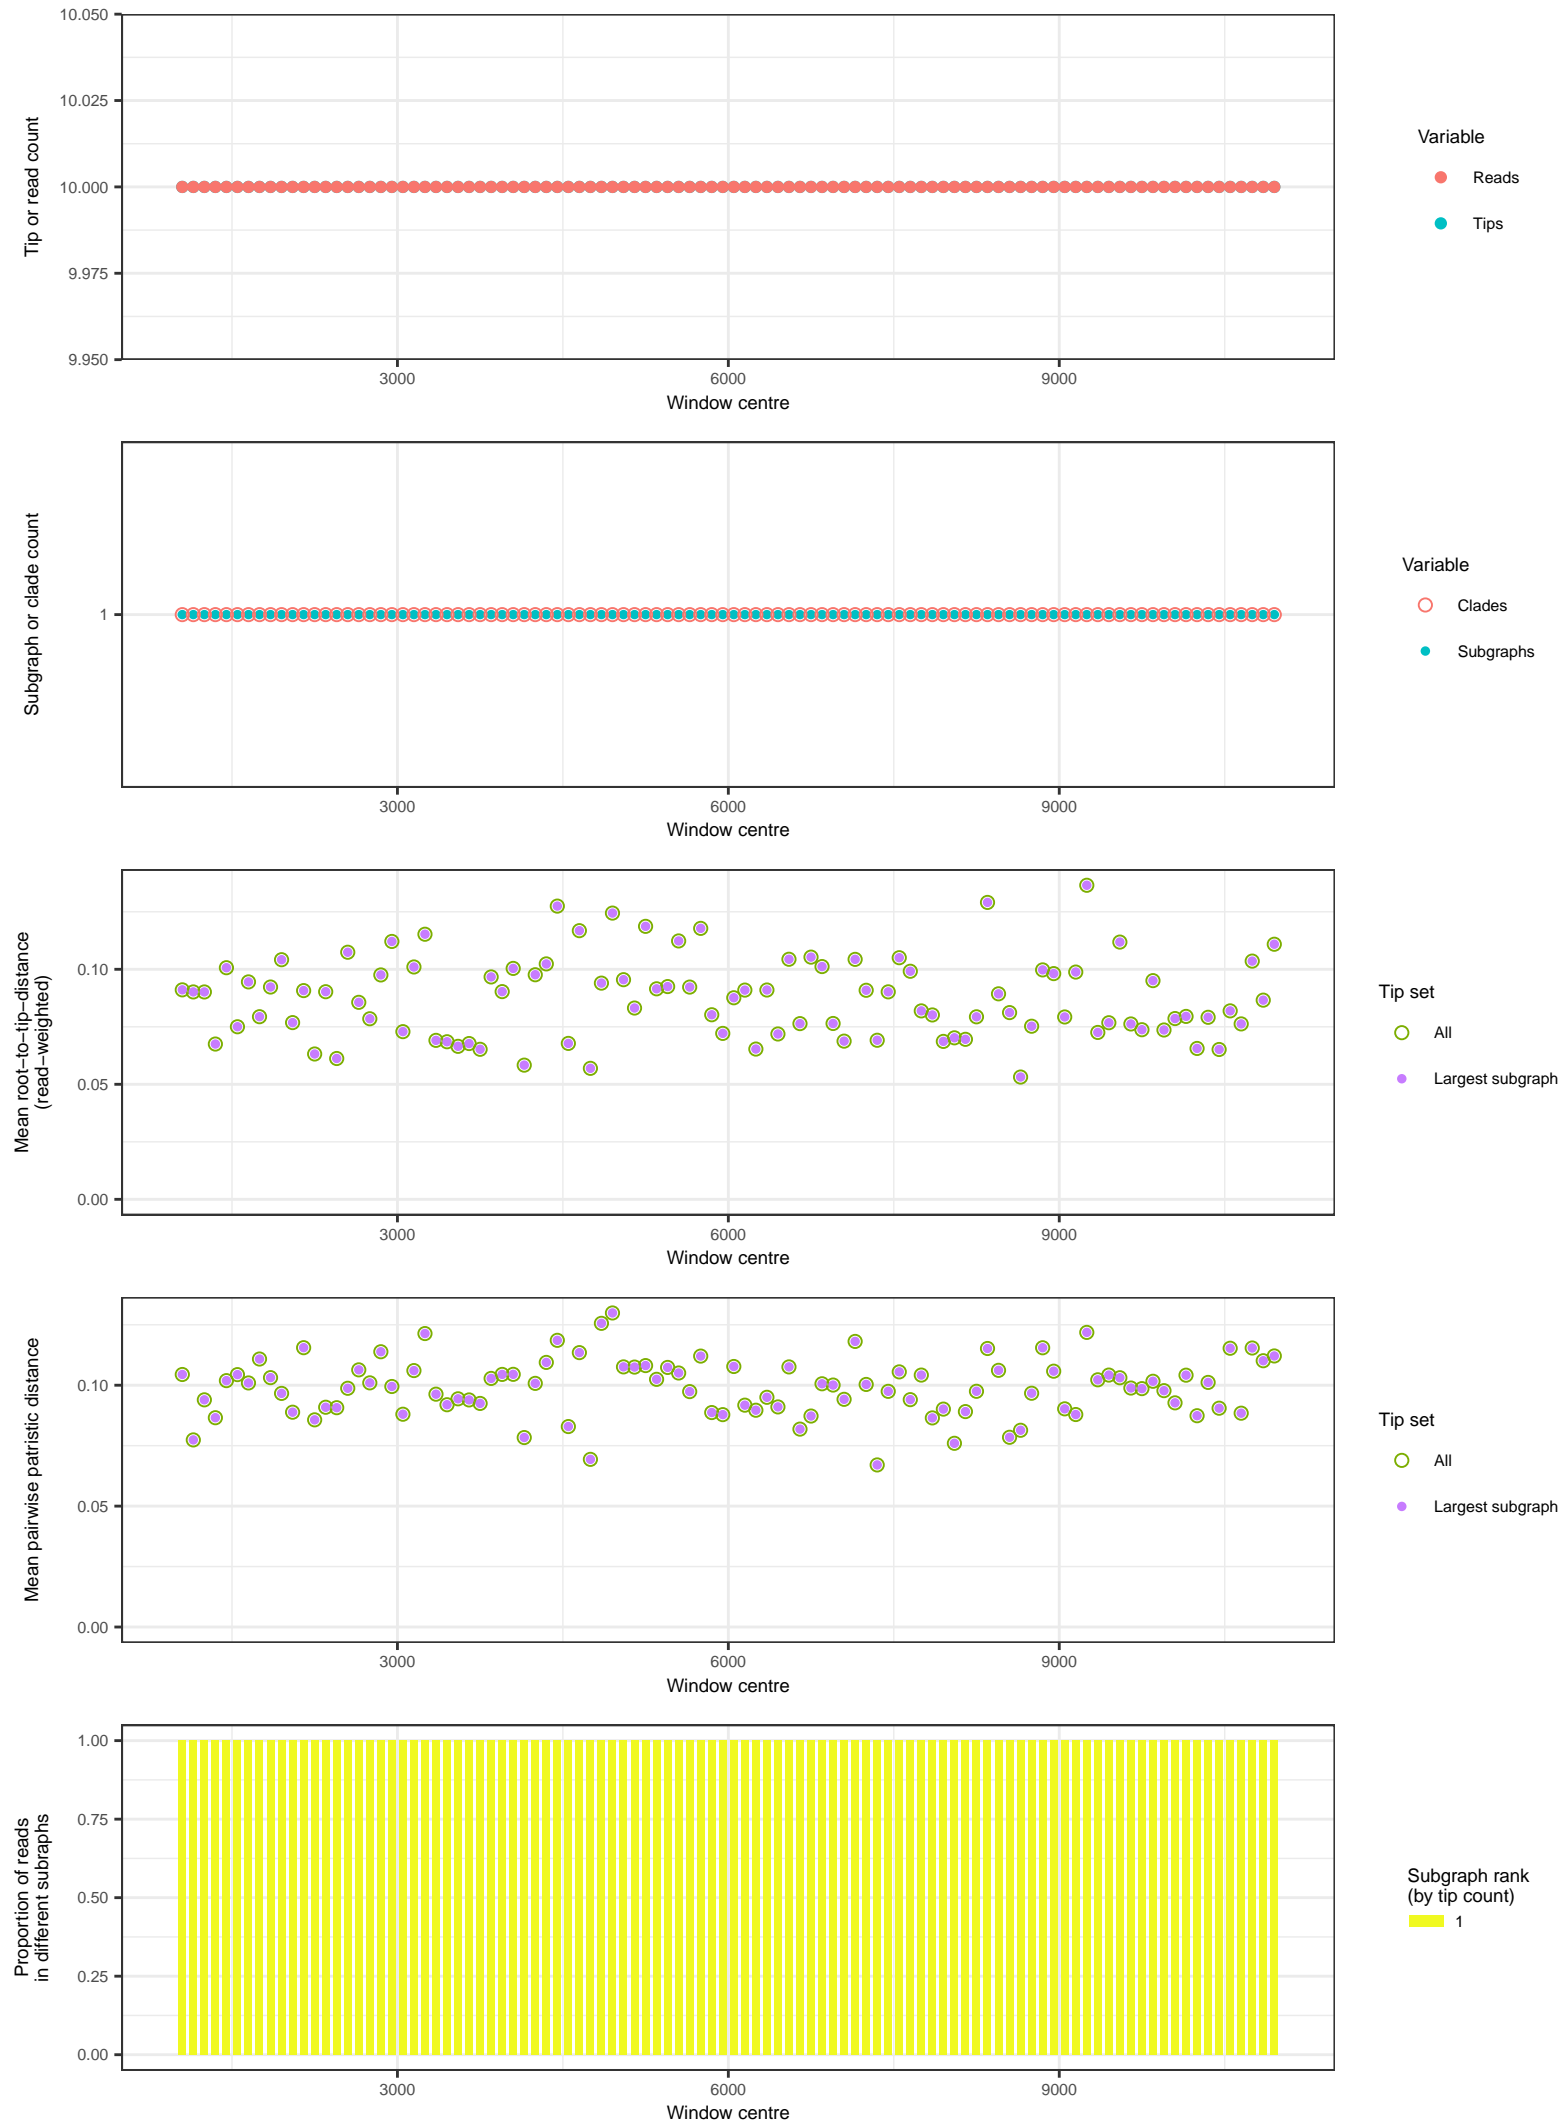 10.050
10.025
10.000
9.975
9.950
Tip or read count
3000 6000 9000
Window centre
Variable
Reads
Tips
1
Subgraph or clade count
3000 6000 9000
Window centre
Variable
Clades
Subgraphs
0.10
0.05
0.00
Mean root−to−tip−distance
(read−weighted)
3000 6000 9000
Window centre
Tip set
All
Largest subgraph
0.10
0.05
0.00
Mean pairwise patristic distance
3000 6000 9000
Window centre
Tip set
All
Largest subgraph
1.00
0.75
0.50
0.25
0.00
Proportion of reads
in different subraphs
3000 6000 9000
Window centre
Subgraph rank
(by tip count)
1